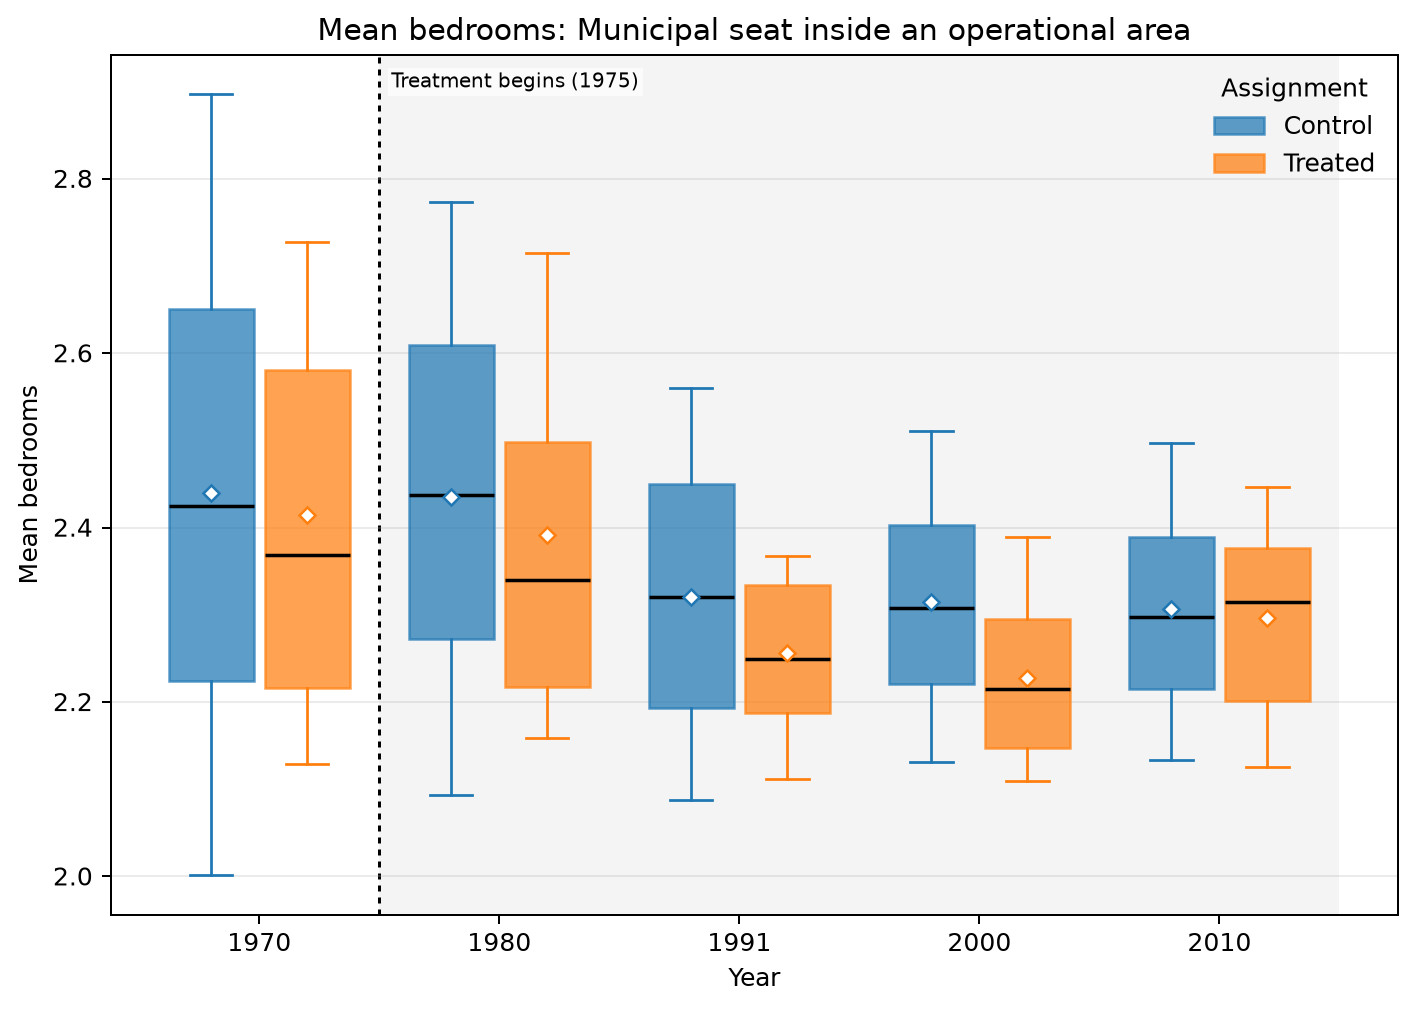 Mean bedrooms: Municipal seat inside an operational area
Treatment begins (1975)
Assignment
Control
Treated
Mean bedrooms
2.8
2.6
2.4
2.2
2.0
1970
1980
1991
2000
2010
Year